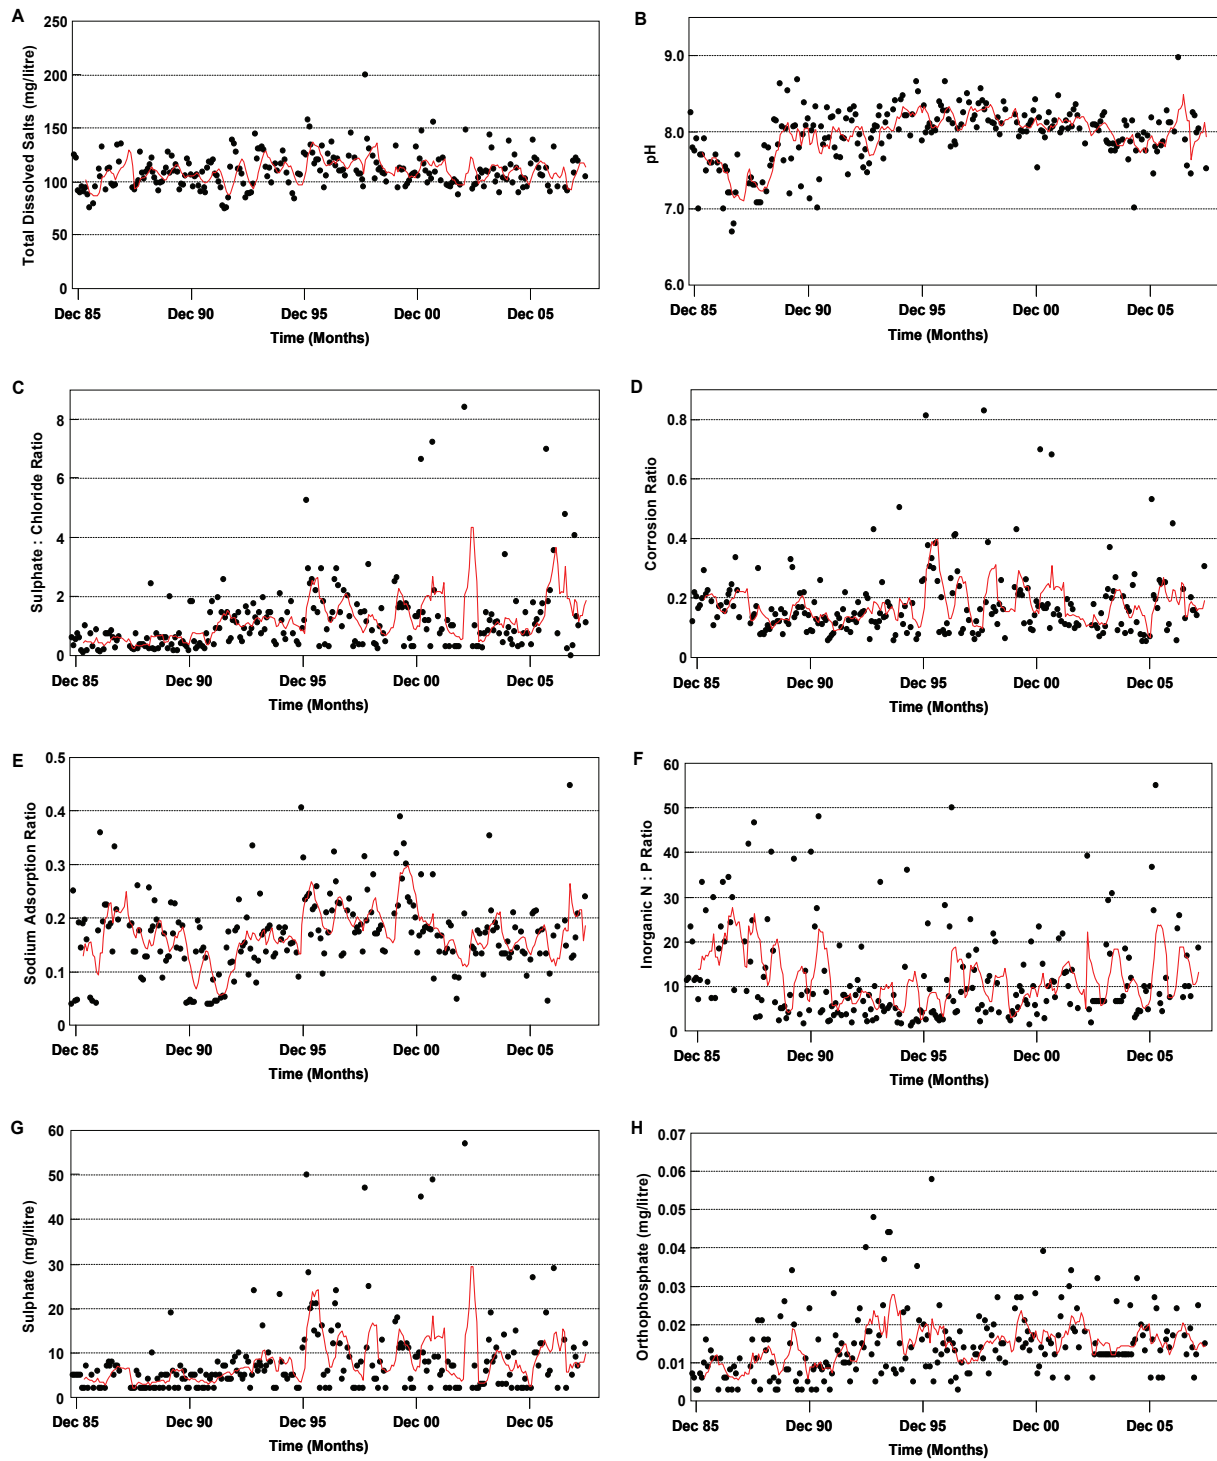 A
Total Dissolved Salts (mg/litre)
250
200
150
100
50
0
Dec 85 Dec 90 Dec 95 Dec 00 Dec 05
Time (Months)
B
pH
9.0
8.0
7.0
6.0
Dec 85 Dec 90 Dec 95 Dec 00 Dec 05
Time (Months)
C
Sulphate : Chloride Ratio
8
6
4
2
0
Dec 85 Dec 90 Dec 95 Dec 00 Dec 05
Time (Months)
D
Corrosion Ratio
0.8
0.6
0.4
0.2
0
Dec 85 Dec 90 Dec 95 Dec 00 Dec 05
Time (Months)
E
Sodium Adsorption Ratio
0.5
0.4
0.3
0.2
0.1
0
Dec 85 Dec 90 Dec 95 Dec 00 Dec 05
Time (Months)
F
Inorganic N : P Ratio
60
50
40
30
20
10
0
Dec 85 Dec 90 Dec 95 Dec 00 Dec 05
Time (Months)
G
Sulphate (mg/litre)
60
50
40
30
20
10
0
Dec 85 Dec 90 Dec 95 Dec 00 Dec 05
Time (Months)
H
Orthophosphate (mg/litre)
0.07
0.06
0.05
0.04
0.03
0.02
0.01
0
Dec 85 Dec 90 Dec 95 Dec 00 Dec 05
Time (Months)